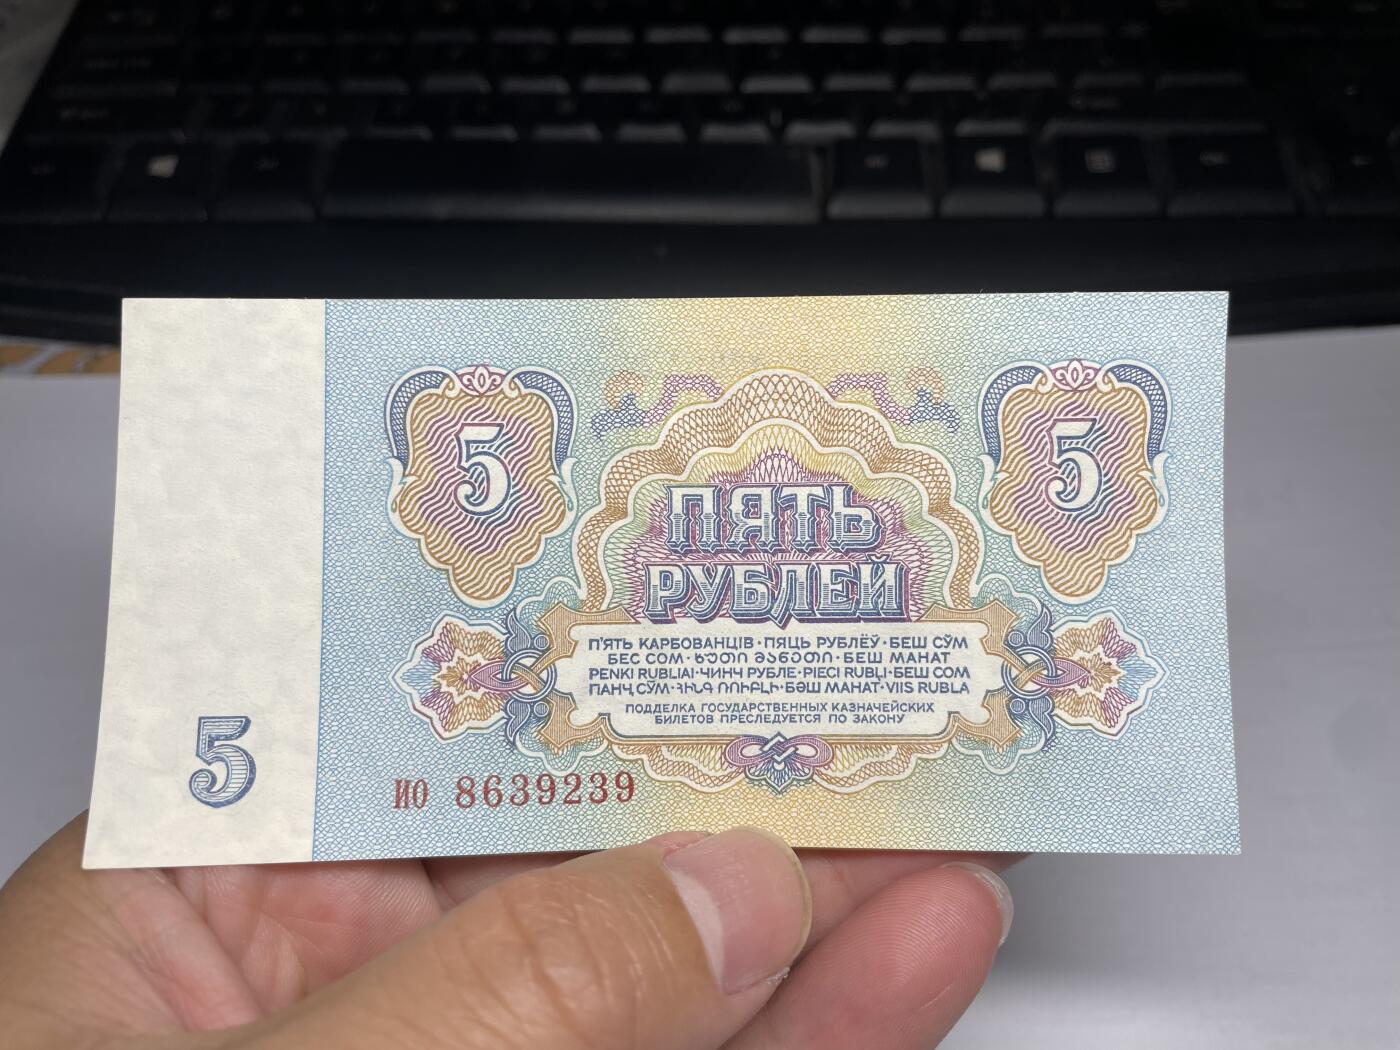 5
5
ПЯТЬ
РУБЛЕЙ
П'ЯТЬ КАРБОВАНЦІВ · ПЯЦЬ РУБЛЁЎ · БЕШ СЎМ
БЕС СОМ · ხუთი მანეთი · БЕШ МАНАТ
PENKI RUBLIAI · ЧИНЧ РУБЛЕ · PIECI RUBĻI · БЕШ СОМ
ПАНҶ СЎМ · ՀԻՆԳ ՌՈՒԲԼԻ · БӘШ МАНАТ · VIIS RUBLA
ПОДДЕЛКА ГОСУДАРСТВЕННЫХ КАЗНАЧЕЙСКИХ
БИЛЕТОВ ПРЕСЛЕДУЕТСЯ ПО ЗАКОНУ
5
ИО 8639239